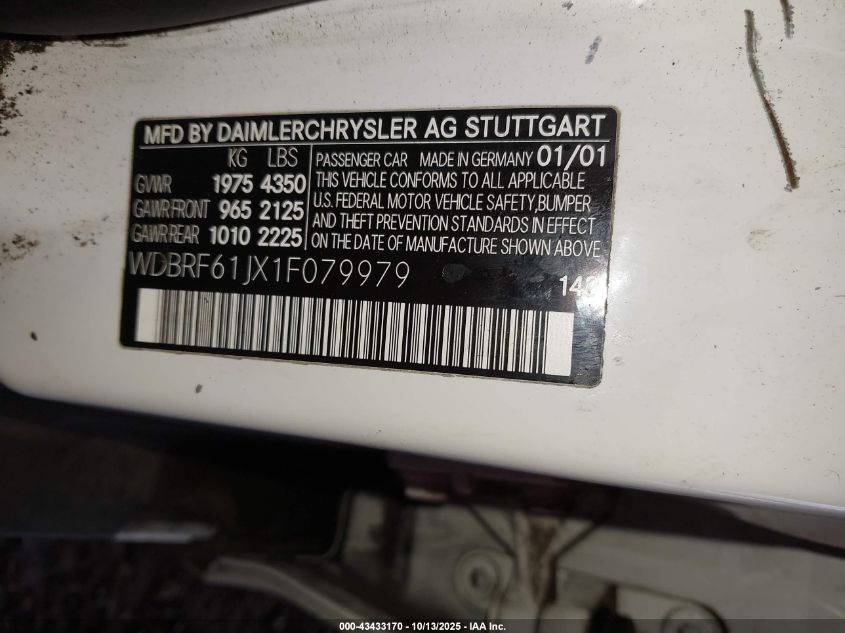 MFD BY DAIMLERCHRYSLER AG STUTTGART
KG LBS
GVWR 1975 4350
GAWR FRONT 965 2125
GAWR REAR 1010 2225
PASSENGER CAR MADE IN GERMANY 01/01
THIS VEHICLE CONFORMS TO ALL APPLICABLE
U.S. FEDERAL MOTOR VEHICLE SAFETY, BUMPER
AND THEFT PREVENTION STANDARDS IN EFFECT
ON THE DATE OF MANUFACTURE SHOWN ABOVE
WDBRF61JX1F079979
000-43433170 - 10/13/2025 - IAA Inc.